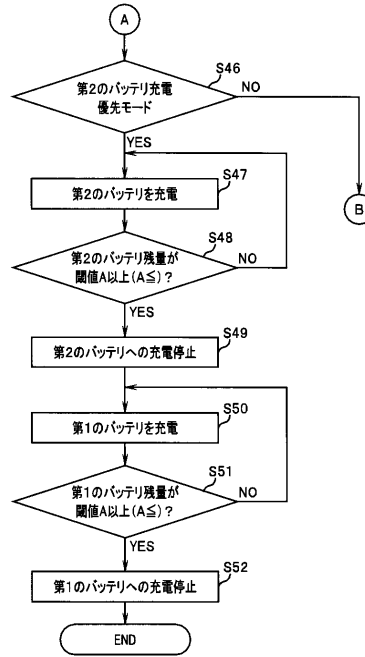 A
S46
第2のバッテリ充電
優先モード
NO
YES
S47
第2のバッテリを充電
B
S48
第2のバッテリ残量が
閾値A以上(A≦)?
NO
YES
S49
第2のバッテリへの充電停止
S50
第1のバッテリを充電
S51
第1のバッテリ残量が
閾値A以上(A≦)?
NO
YES
S52
第1のバッテリへの充電停止
END